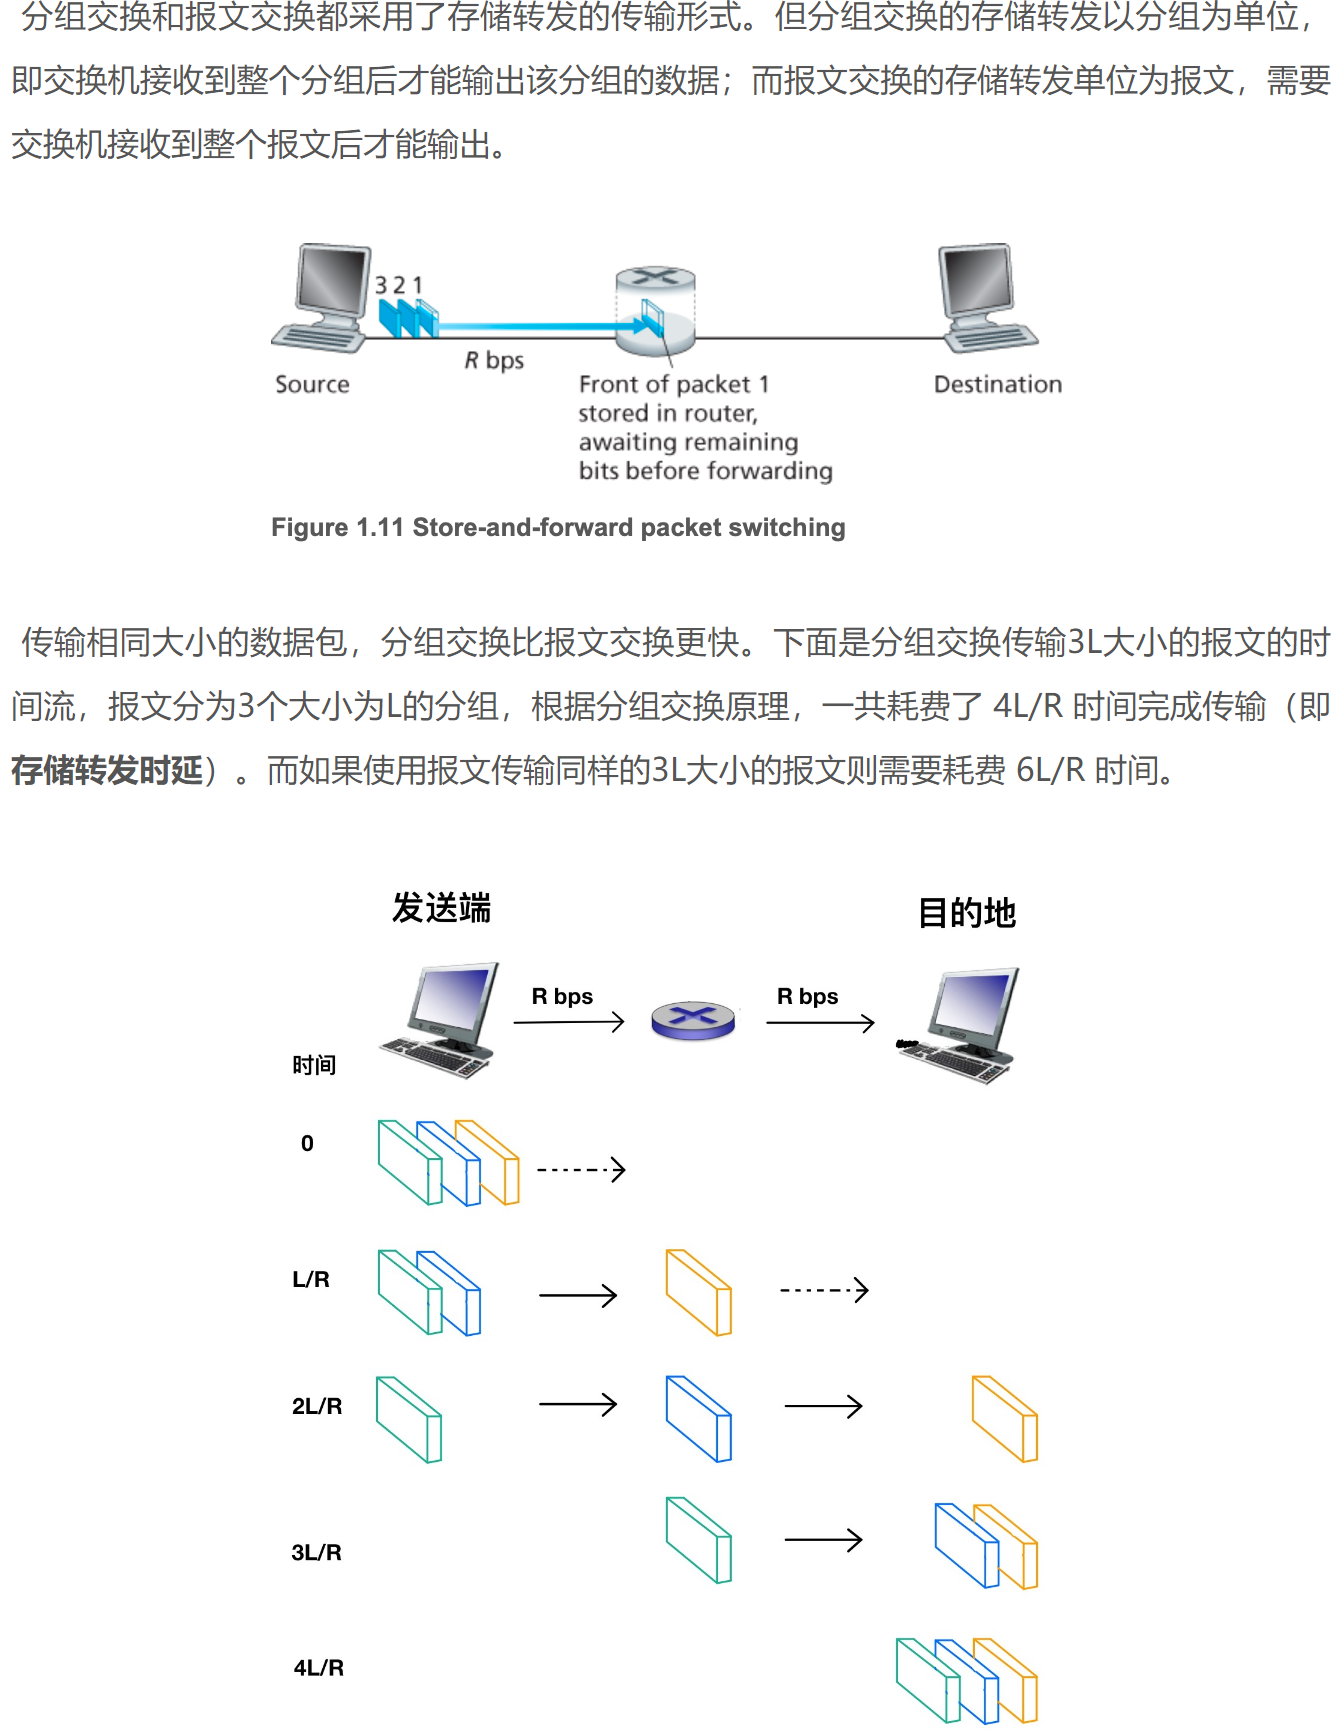 分组交换和报文交换都采用了存储转发的传输形式。但分组交换的存储转发以分组为单位，
即交换机接收到整个分组后才能输出该分组的数据；而报文交换的存储转发单位为报文，需要
交换机接收到整个报文后才能输出。
3 2 1
R bps
Source
Front of packet 1
stored in router,
awaiting remaining
bits before forwarding
Destination
Figure 1.11 Store-and-forward packet switching
传输相同大小的数据包，分组交换比报文交换更快。下面是分组交换传输3L大小的报文的时
间流，报文分为3个大小为L的分组，根据分组交换原理，一共耗费了 4L/R 时间完成传输（即
存储转发时延）。而如果使用报文传输同样的3L大小的报文则需要耗费 6L/R 时间。
发送端
目的地
R bps
R bps
时间
0
L/R
2L/R
3L/R
4L/R